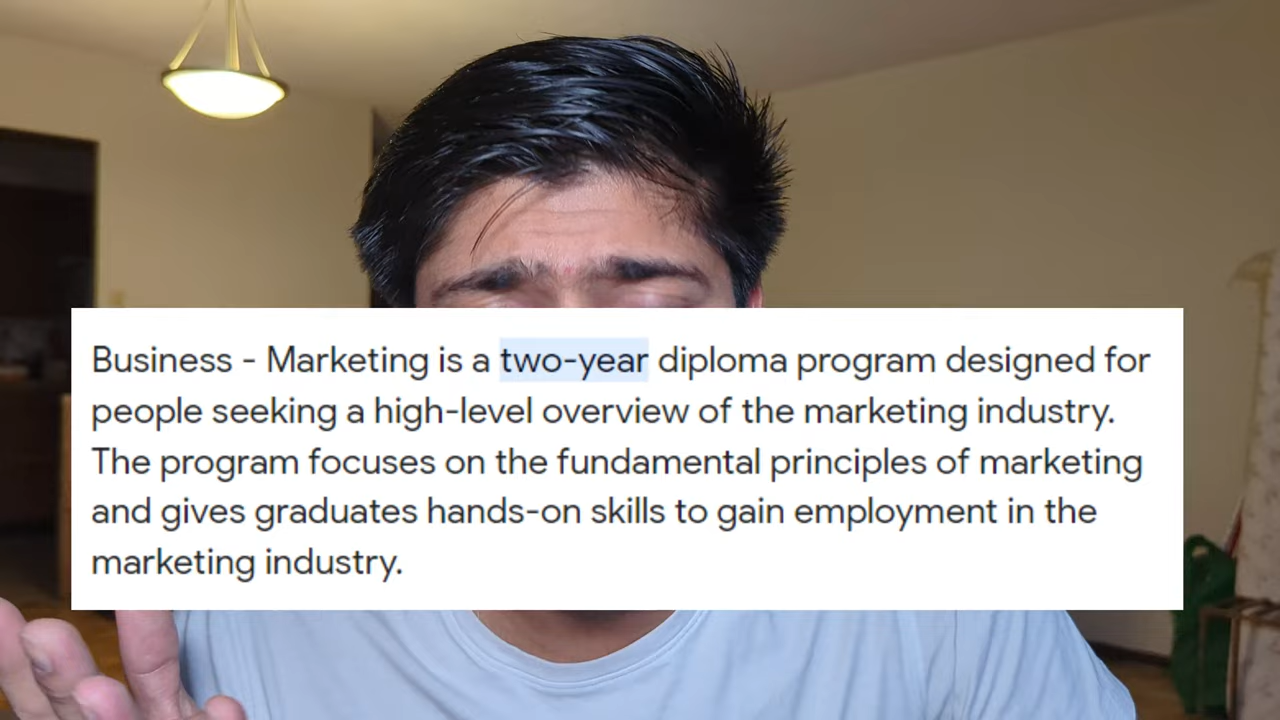 Business - Marketing is a two-year diploma program designed for
people seeking a high-level overview of the marketing industry.
The program focuses on the fundamental principles of marketing
and gives graduates hands-on skills to gain employment in the
marketing industry.